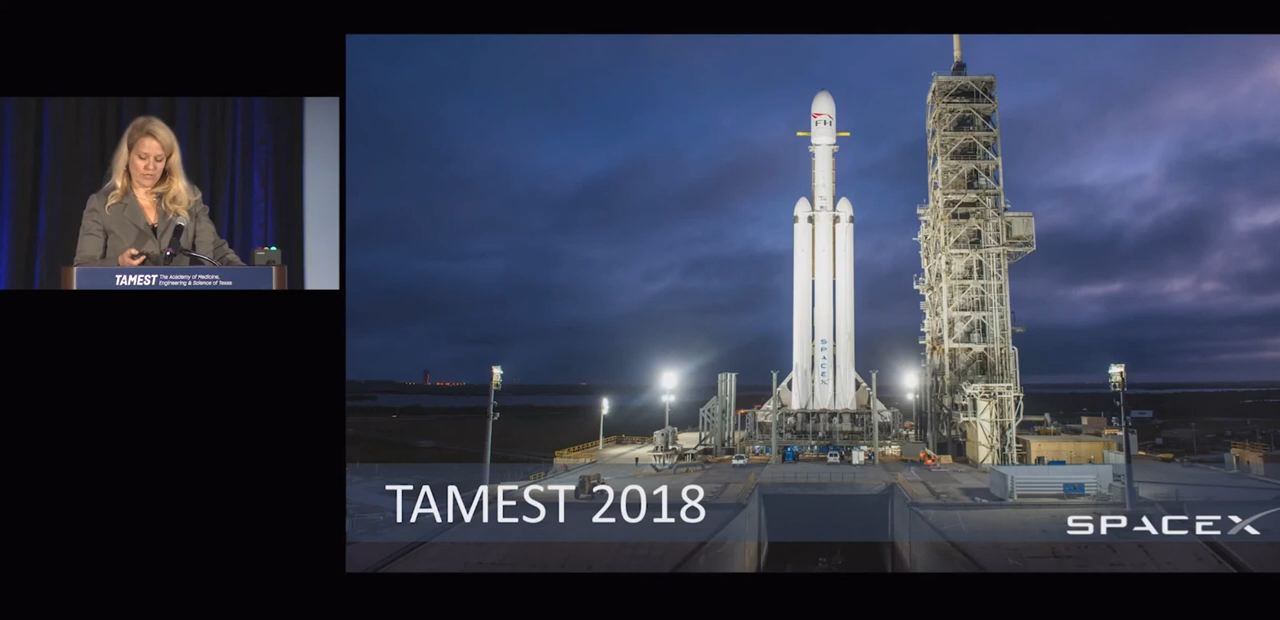 TAMEST The Academy of Medicine,
Engineering & Science of Texas
FH
SPACEX
TAMEST 2018
SPACEX